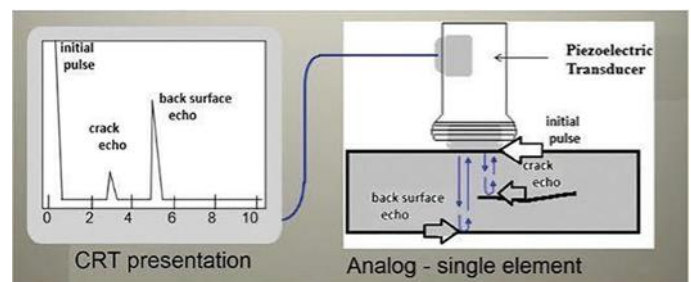 initial
pulse
crack
echo
back surface
echo
0 2 4 6 8 10
CRT presentation
Piezoelectric
Transducer
initial
pulse
crack
echo
back surface
echo
Analog - single element